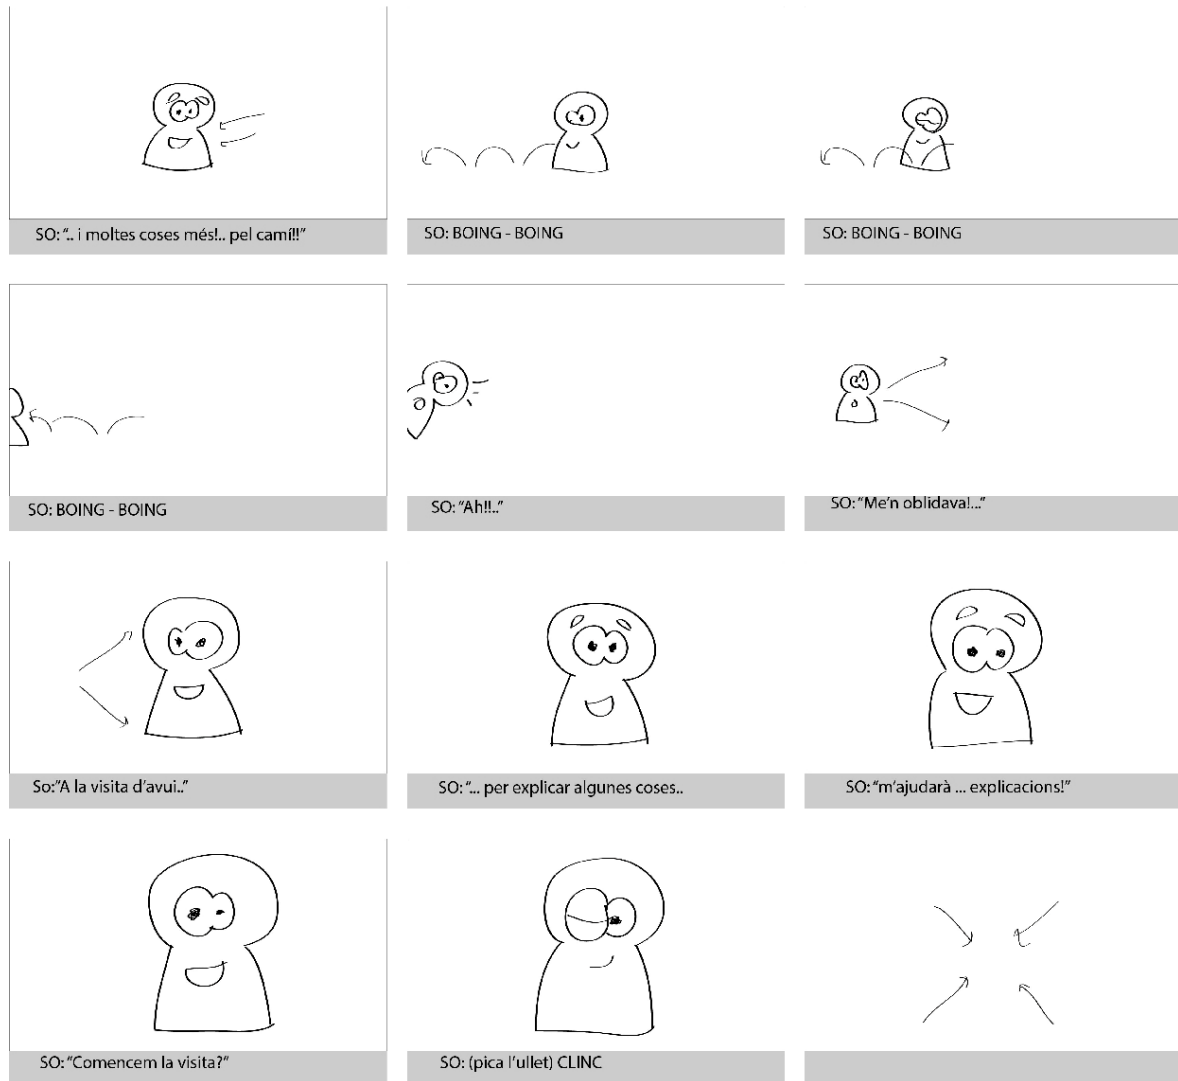 SO: “.. i moltes coses més!.. pel camí!!”
SO: BOING - BOING
SO: BOING - BOING
SO: BOING - BOING
SO: “Ah!!..”
SO: “Me’n oblidava!...”
So:“A la visita d’avui..”
SO: “... per explicar algunes coses..
SO: “m’ajudarà ... explicacions!”
SO: “Comencem la visita?”
SO: (pica l’ullet) CLINC